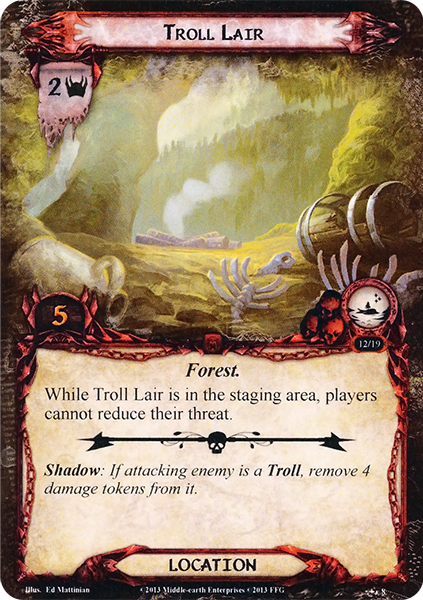 TROLL LAIR
2
5
12/19
Forest.
While Troll Lair is in the staging area, players
cannot reduce their threat.
Shadow: If attacking enemy is a Troll, remove 4
damage tokens from it.
LOCATION
Illus. Ed Mattinian
©2013 Middle-earth Enterprises ©2013 FFG
8